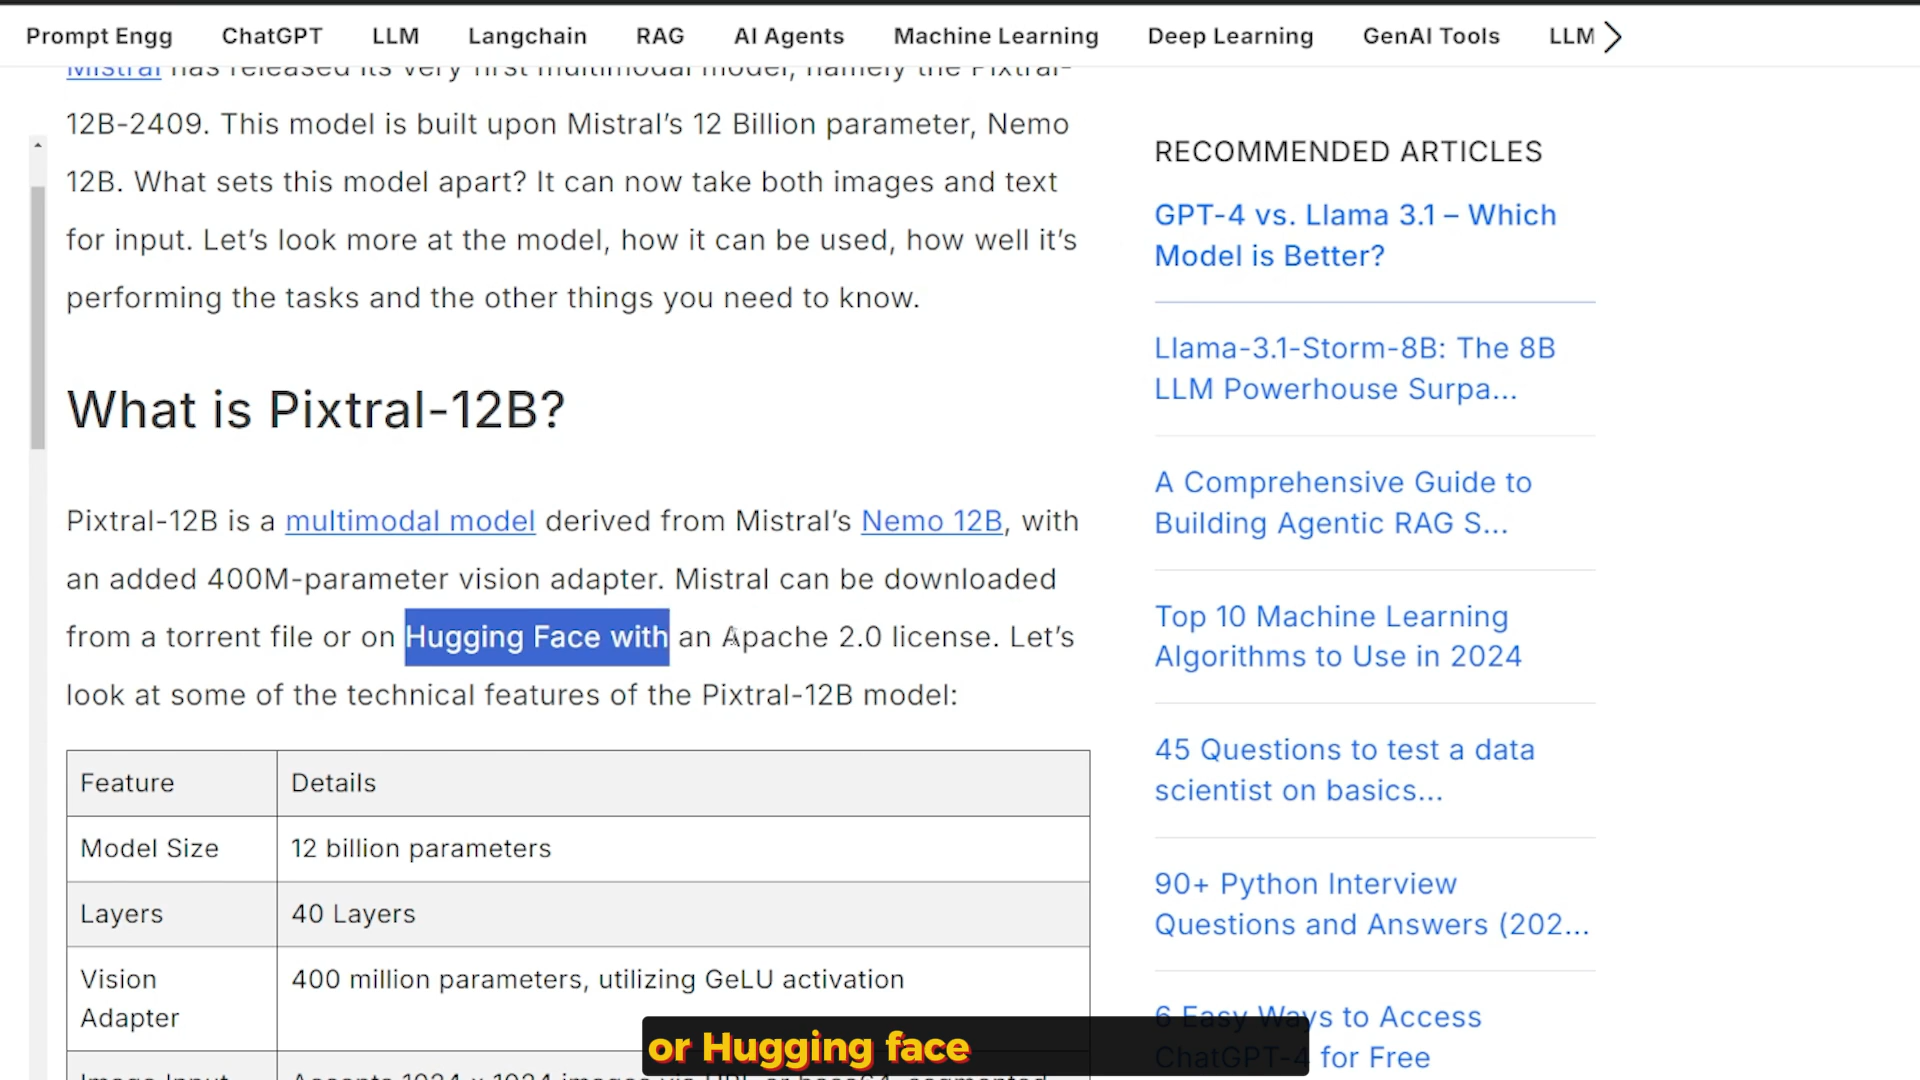 Prompt Engg ChatGPT LLM Langchain RAG AI Agents Machine Learning Deep Learning GenAI Tools LLM
Mistral has released its very first multimodal model, namely the Pixtral-
12B-2409. This model is built upon Mistral’s 12 Billion parameter, Nemo
12B. What sets this model apart? It can now take both images and text
for input. Let’s look more at the model, how it can be used, how well it’s
performing the tasks and the other things you need to know.
What is Pixtral-12B?
Pixtral-12B is a multimodal model derived from Mistral’s Nemo 12B, with
an added 400M-parameter vision adapter. Mistral can be downloaded
from a torrent file or on Hugging Face with an Apache 2.0 license. Let’s
look at some of the technical features of the Pixtral-12B model:
Feature Details
Model Size 12 billion parameters
Layers 40 Layers
Vision
Adapter
400 million parameters, utilizing GeLU activation
Image Input Accepts 1024 x 1024 images via URL or base64, segmented
RECOMMENDED ARTICLES
GPT-4 vs. Llama 3.1 – Which
Model is Better?
Llama-3.1-Storm-8B: The 8B
LLM Powerhouse Surpa...
A Comprehensive Guide to
Building Agentic RAG S...
Top 10 Machine Learning
Algorithms to Use in 2024
45 Questions to test a data
scientist on basics...
90+ Python Interview
Questions and Answers (202...
6 Easy Ways to Access
ChatGPT-4 for Free
or Hugging face